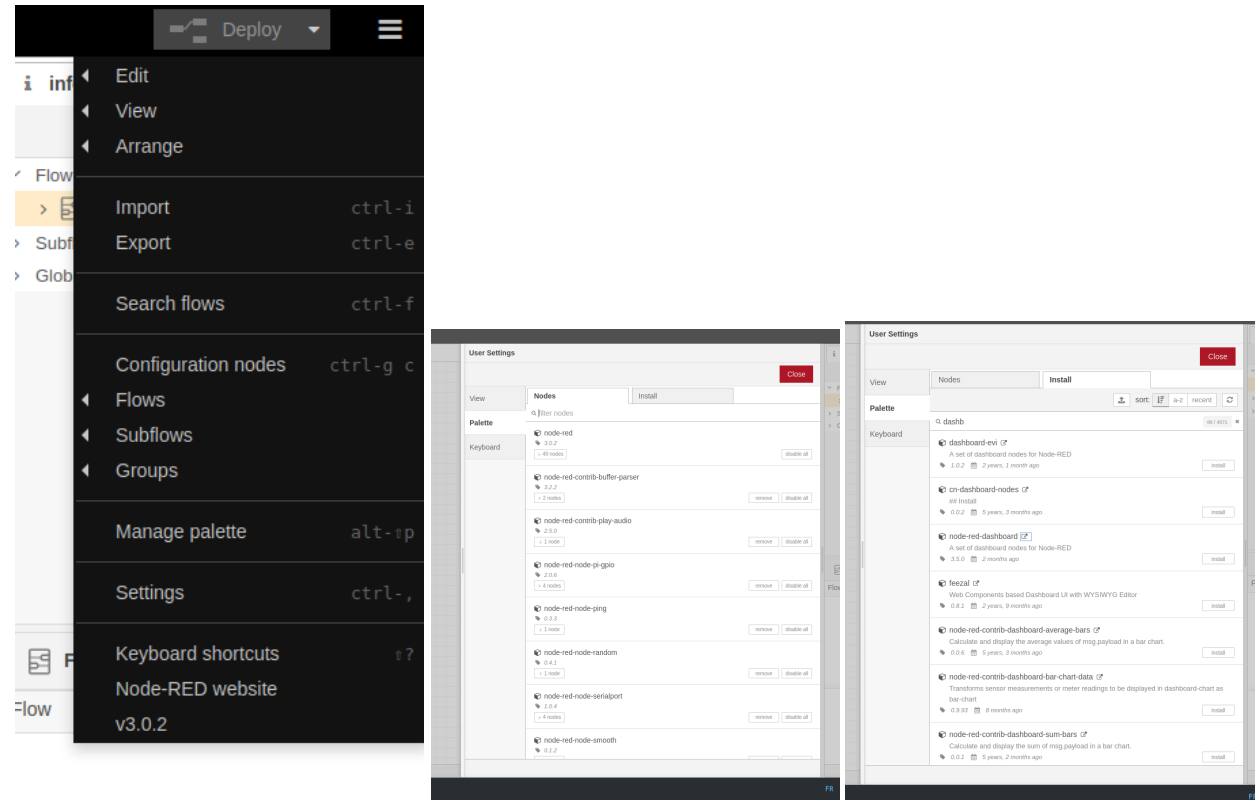 Deploy
inf
Edit
View
Arrange
Flow
Import ctrl-i
Subf
Export ctrl-e
Glob
Search flows ctrl-f
Configuration nodes ctrl-g c
Flows
Subflows
Groups
Manage palette alt-⇧p
Settings ctrl-,
Keyboard shortcuts ⇧?
F
Node-RED website
Flow
v3.0.2
User Settings
Close
View
Nodes Install
filter nodes
Palette
Keyboard
node-red
3.0.2
49 nodes disable all
node-red-contrib-buffer-parser
3.2.2
2 nodes remove disable all
node-red-contrib-play-audio
2.5.0
1 node remove disable all
node-red-node-pi-gpio
2.0.6
4 nodes remove disable all
node-red-node-ping
0.3.3
1 node remove disable all
node-red-node-random
0.4.1
1 node remove disable all
node-red-node-serialport
1.0.4
4 nodes remove disable all
node-red-node-smooth
0.1.2
Flow
FR
User Settings
Close
View
Nodes Install
Palette
sort: a-z recent
Keyboard
dashb
dashboard-evi
A set of dashboard nodes for Node-RED
1.0.2 2 years, 1 month ago install
cn-dashboard-nodes
## Install
0.0.2 5 years, 3 months ago install
node-red-dashboard
A set of dashboard nodes for Node-RED
3.5.0 2 months ago install
feezal
Web Components based Dashboard UI with WYSIWYG Editor
0.8.1 2 years, 9 months ago install
node-red-contrib-dashboard-average-bars
Calculate and display the average values of msg.payload in a bar chart.
0.0.6 5 years, 3 months ago install
node-red-contrib-dashboard-bar-chart-data
Transforms sensor measurements or meter readings to be displayed in dashboard-chart as
bar-chart
0.9.93 8 months ago install
node-red-contrib-dashboard-sum-bars
Calculate and display the sum of msg.payload in a bar chart.
0.0.1 5 years, 2 months ago install
FR